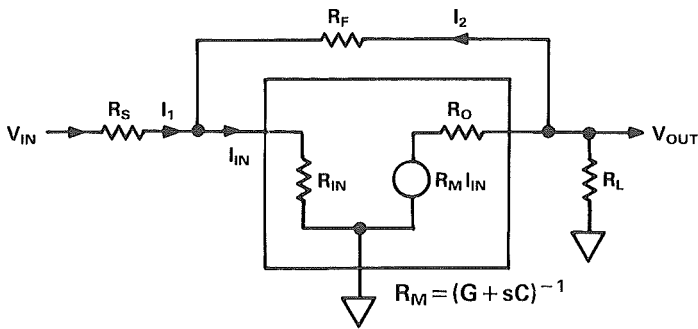 R_F
I_2
R_S
I_1
R_O
V_IN
I_IN
R_IN
R_M I_IN
V_OUT
R_L
R_M = (G + sC)^−1